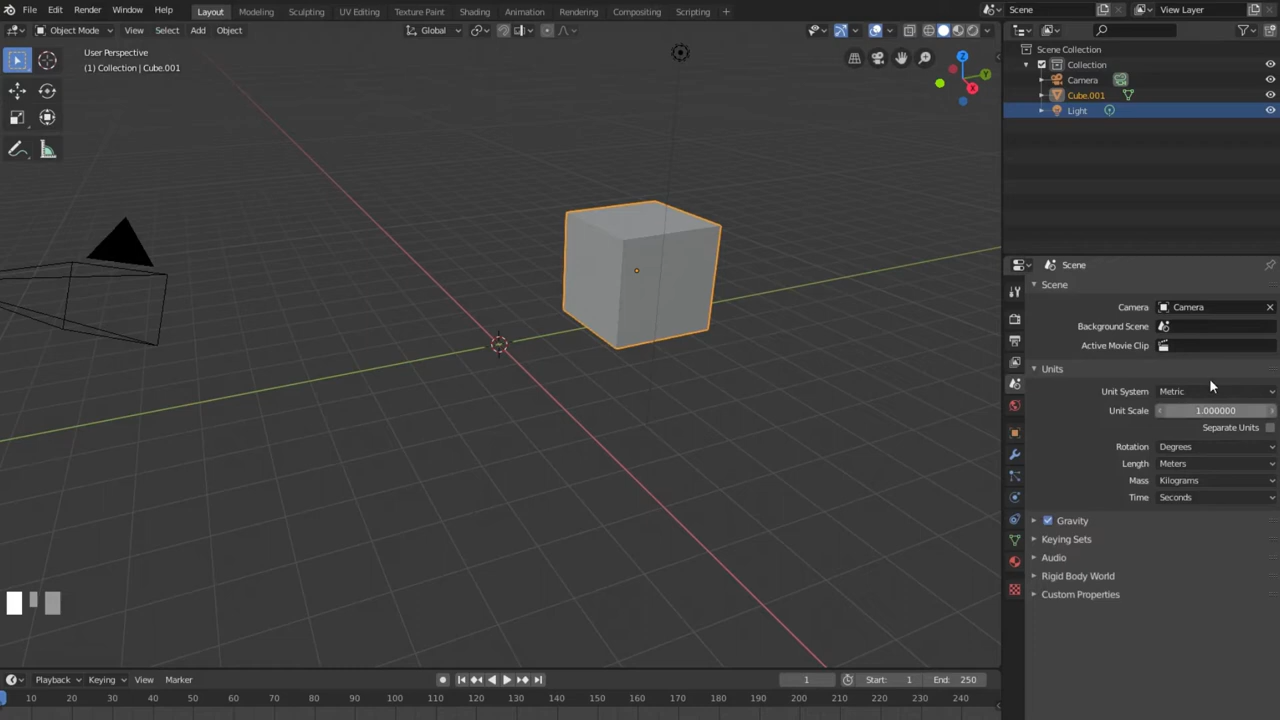 File Edit Render Window Help Layout Modeling Sculpting UV Editing Texture Paint Shading Animation Rendering Compositing Scripting + Scene View Layer
Object Mode View Select Add Object Global
User Perspective
(1) Collection | Cube.001
Z
Y
X
Scene Collection
Collection
Camera
Cube.001
Light
Scene
Scene
Camera Camera
Background Scene
Active Movie Clip
Units
Unit System Metric
Unit Scale 1.000000
Separate Units
Rotation Degrees
Length Meters
Mass Kilograms
Time Seconds
Gravity
Keying Sets
Audio
Rigid Body World
Custom Properties
Playback Keying View Marker 1 Start: 1 End: 250
10 20 30 40 50 60 70 80 90 100 110 120 130 140 150 160 170 180 190 200 210 220 230 240